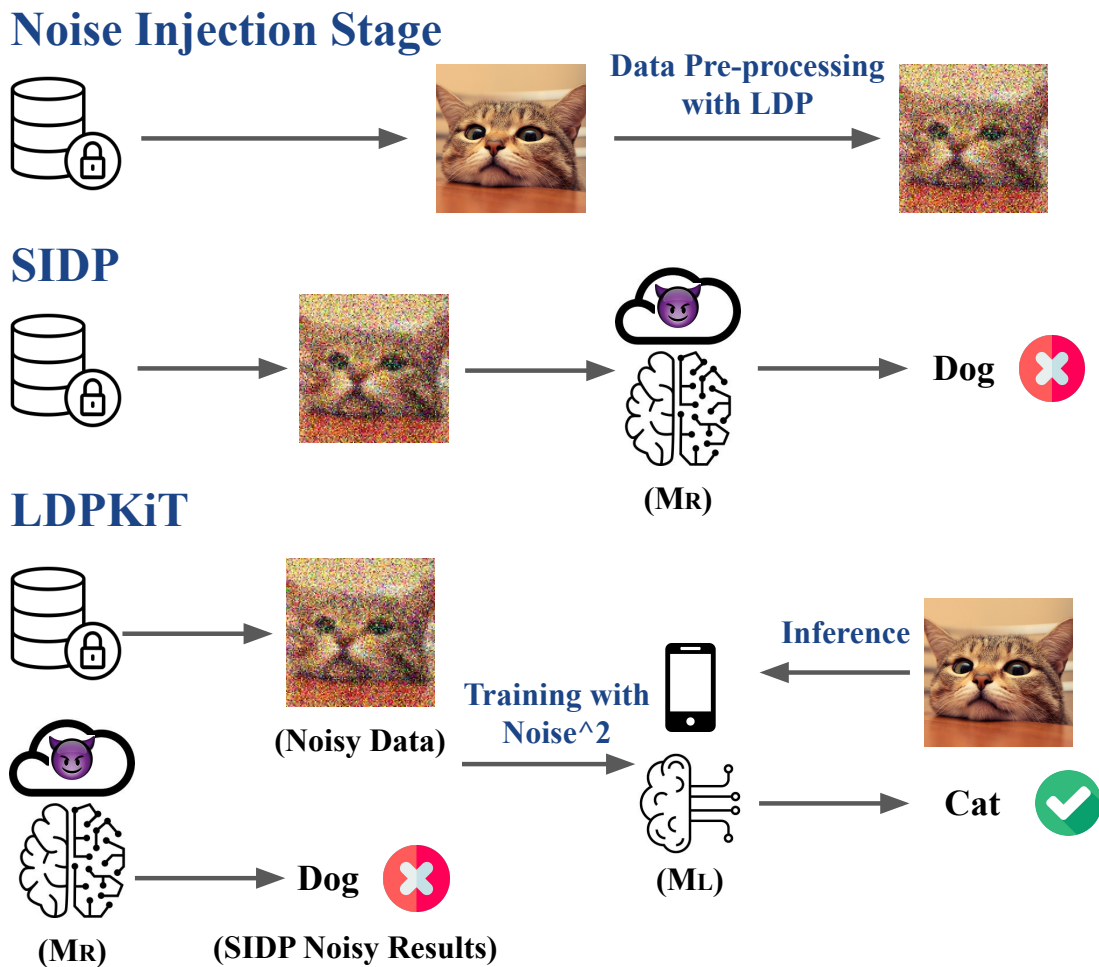 Noise Injection Stage
Data Pre-processing
with LDP
SIDP
Dog
(MR)
LDPKiT
Inference
Training with
Noise^2
(Noisy Data)
Cat
Dog
(ML)
(MR)
(SIDP Noisy Results)